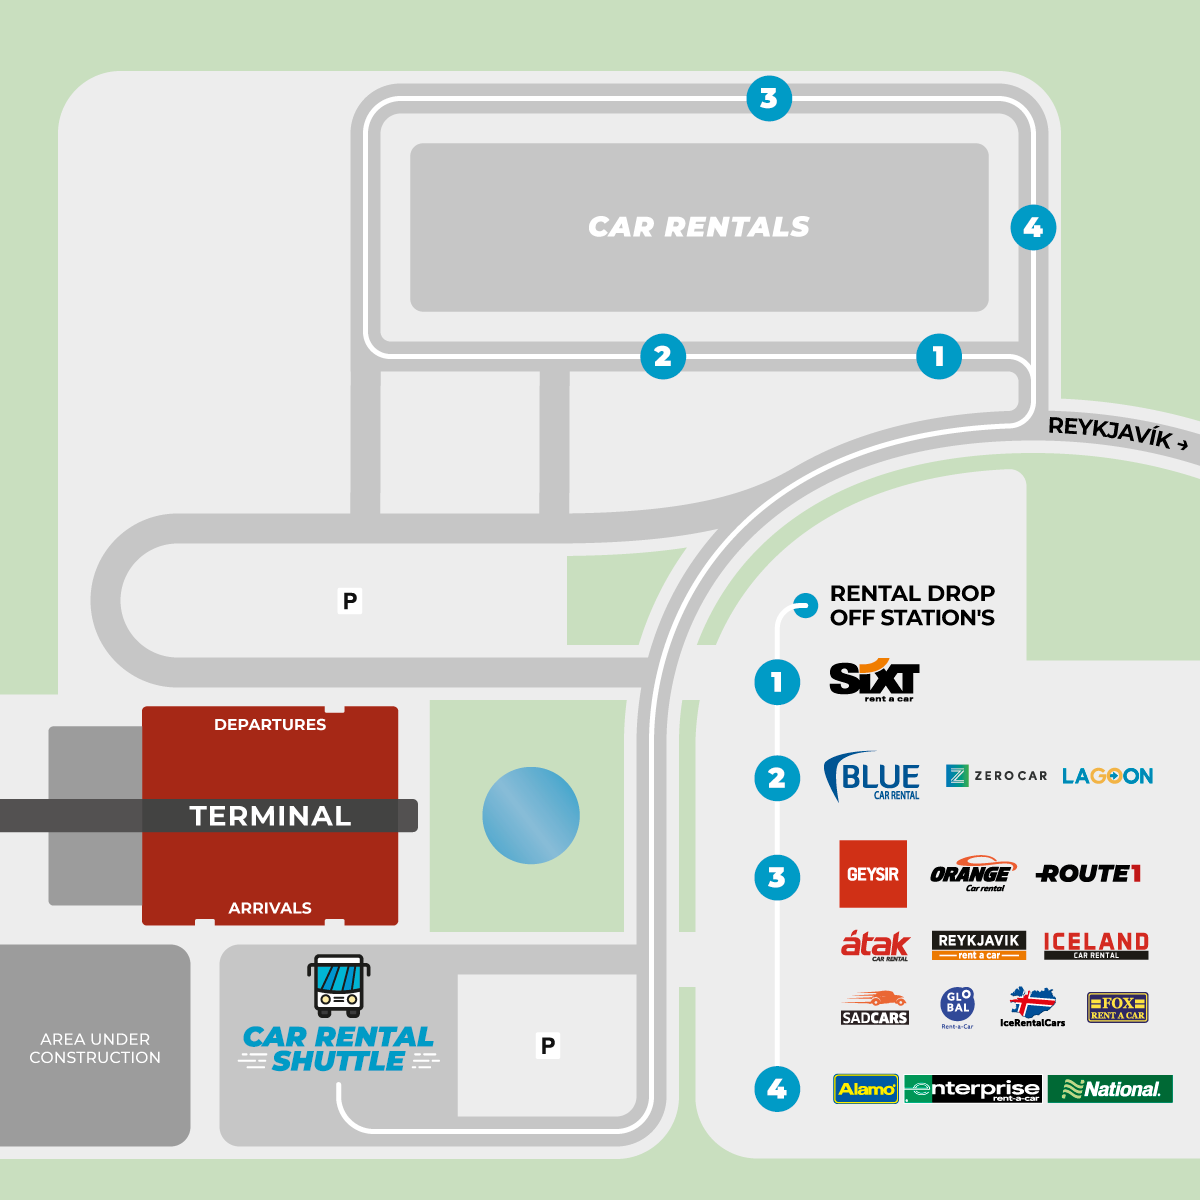 3
CAR RENTALS
4
2
1
REYKJAVÍK →
P
RENTAL DROP
OFF STATION'S
1
SiXT
rent a car
DEPARTURES
TERMINAL
ARRIVALS
2
BLUE
CAR RENTAL
ZEROCAR
LAGOON
3
GEYSIR
ORANGE
Car rental
ROUTE1
átak
CAR RENTAL
REYKJAVIK
rent a car
ICELAND
CAR RENTAL
SADCARS
GLOBAL
Rent-a-Car
IceRentalCars
FOX
RENT A CAR
AREA UNDER
CONSTRUCTION
CAR RENTAL
SHUTTLE
P
4
Alamo
enterprise
rent-a-car
National.